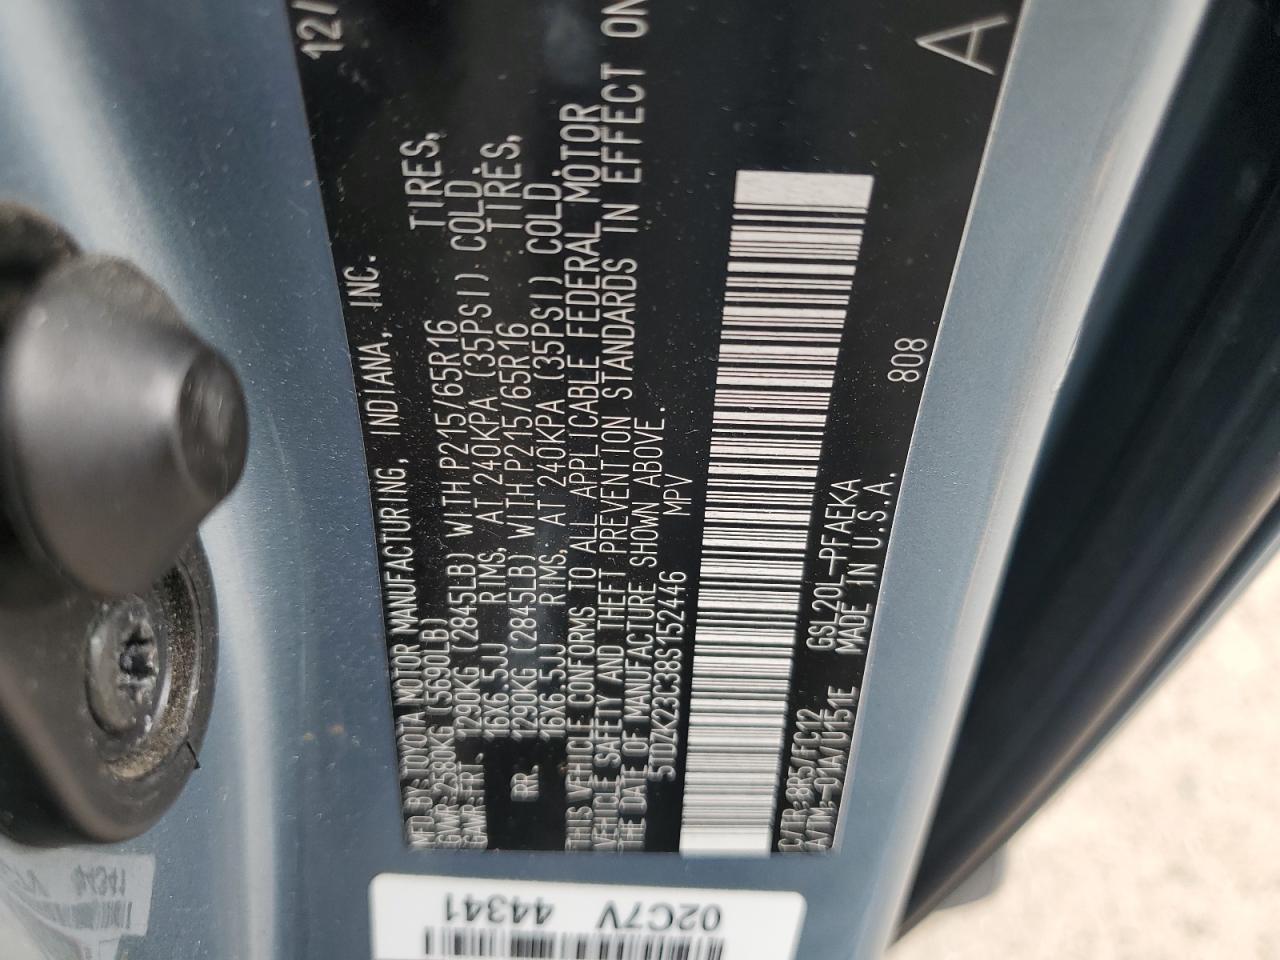 12/
MFD. BY: TOYOTA MOTOR MANUFACTURING, INDIANA, INC.
GVWR: 2580KG (5690LB)
GAWR:FRT. 1290KG (2845LB) WITH P215/65R16 TIRES,
16X6.5JJ RIMS, AT 240KPA (35PSI) COLD.
RR. 1290KG (2845LB) WITH P215/65R16 TIRES,
16X6.5JJ RIMS, AT 240KPA (35PSI) COLD.
THIS VEHICLE CONFORMS TO ALL APPLICABLE FEDERAL MOTOR
VEHICLE SAFETY AND THEFT PREVENTION STANDARDS IN EFFECT ON
THE DATE OF MANUFACTURE SHOWN ABOVE.
5TDZK23C38S152446 MPV
C/TR:8R5/FC12 GSL20L-PFAEKA 808
A/TM:-01A/U151E MADE IN U.S.A.
A
02C7V 44341